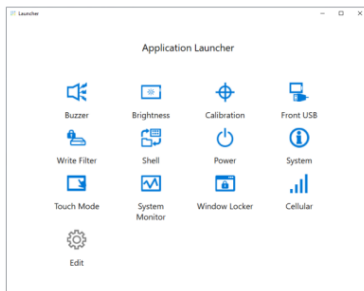 Launcher
Application Launcher
Buzzer
Brightness
Calibration
Front USB
Write Filter
Shell
Power
System
Touch Mode
System
Monitor
Window Locker
Cellular
Edit